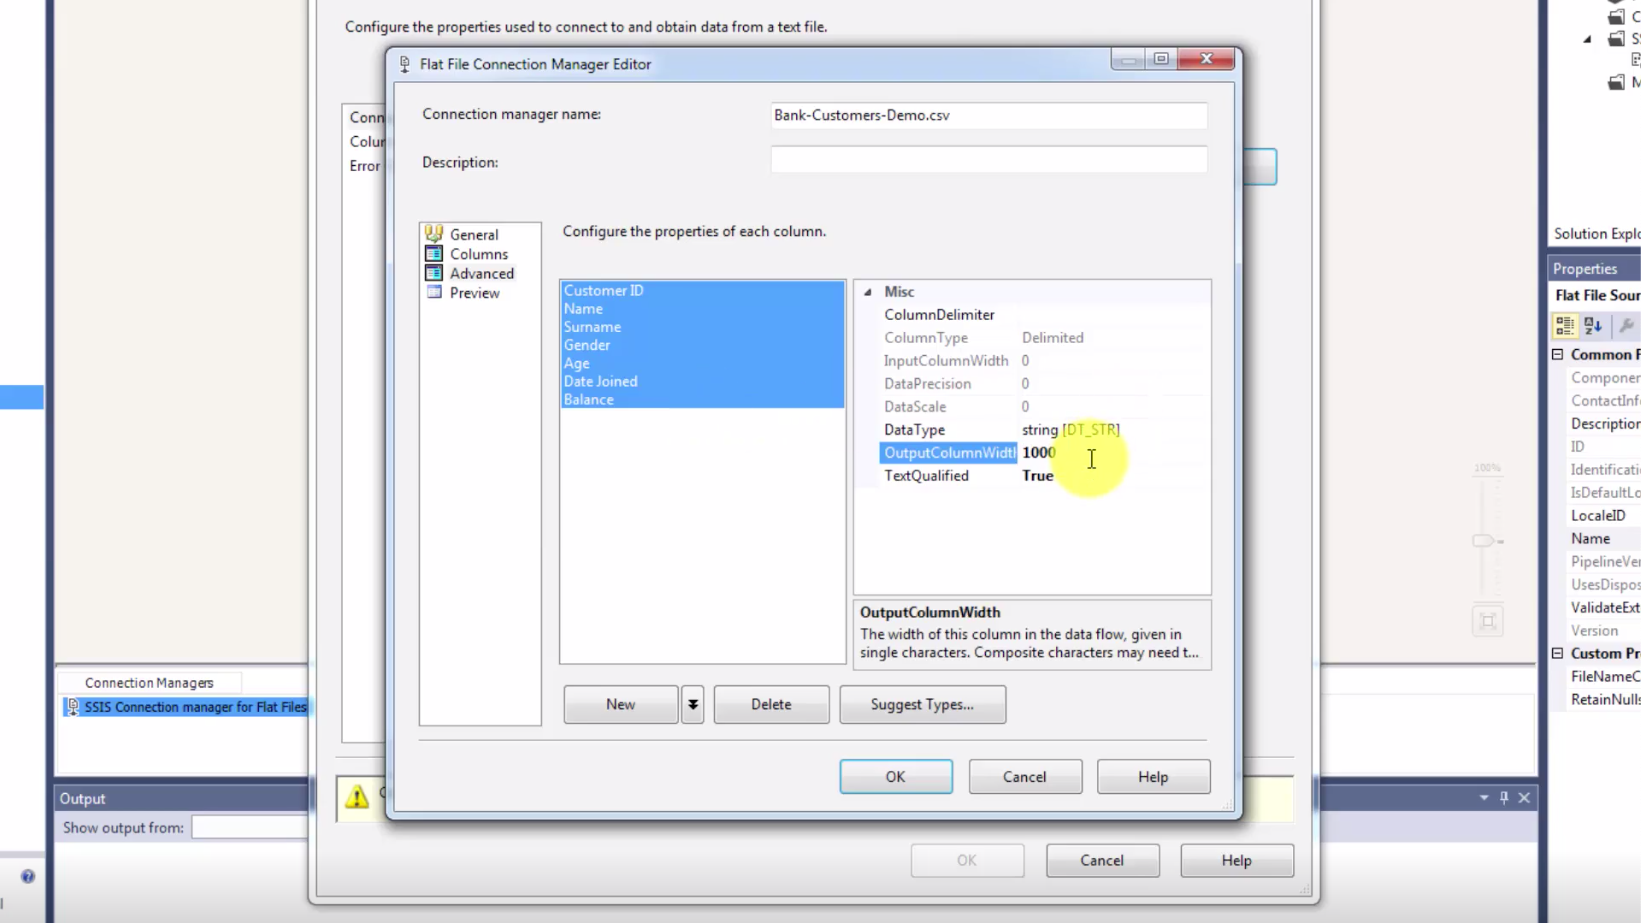 Configure the properties used to connect to and obtain data from a text file.
Flat File Connection Manager Editor
Connection manager name:
Bank-Customers-Demo.csv
Description:
General
Columns
Advanced
Preview
Configure the properties of each column.
Customer ID
Name
Surname
Gender
Age
Date Joined
Balance
Misc
ColumnDelimiter
ColumnType Delimited
InputColumnWidth 0
DataPrecision 0
DataScale 0
DataType string [DT_STR]
OutputColumnWidth 1000
TextQualified True
OutputColumnWidth
The width of this column in the data flow, given in
single characters. Composite characters may need t...
New
Delete
Suggest Types...
OK
Cancel
Help
OK
Cancel
Help
Conn
Colur
Error
Connection Managers
SSIS Connection manager for Flat Files
Output
Show output from:
100%
Solution Explo
Properties
Flat File Sour
Common P
Componen
ContactInf
Description
ID
Identificati
IsDefaultLo
LocaleID
Name
PipelineVer
UsesDispos
ValidateExt
Version
Custom Pr
FileNameC
RetainNulls